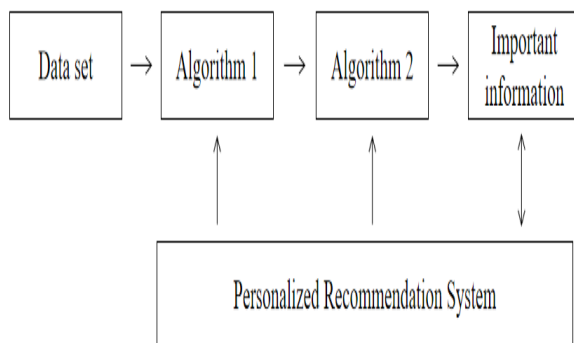 Data set → Algorithm 1 → Algorithm 2 → Important
information
Personalized Recommendation System